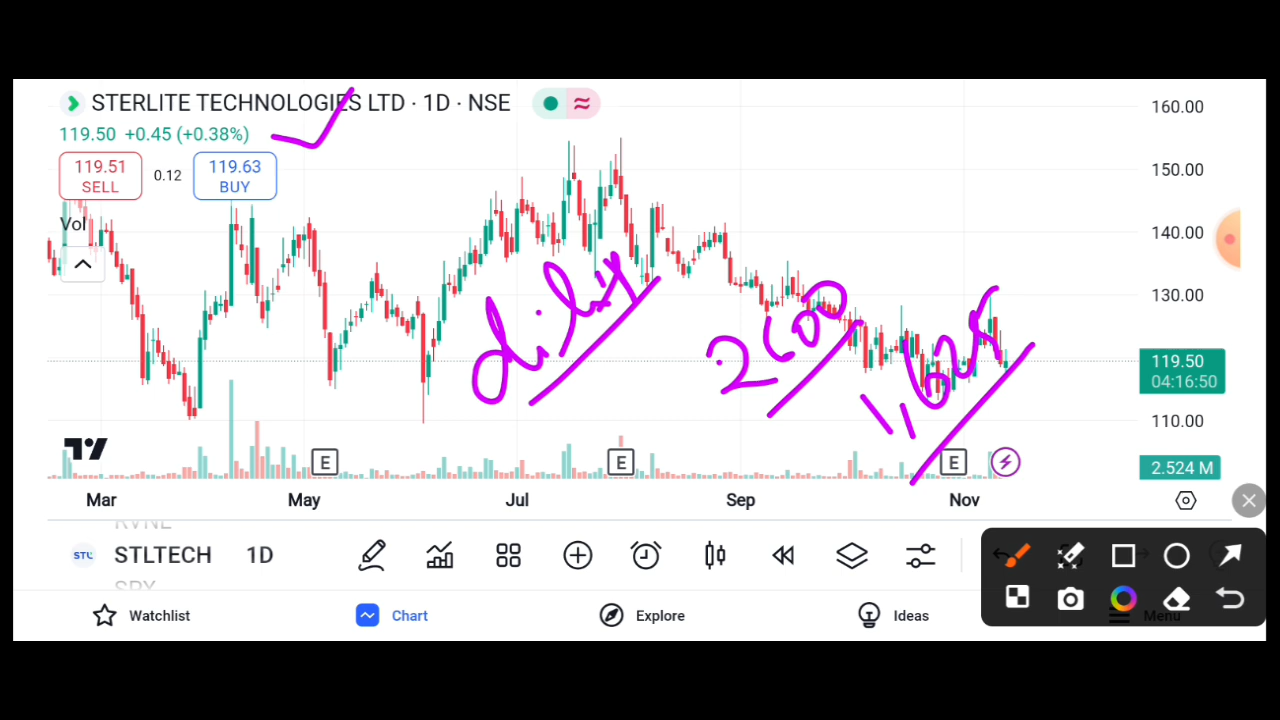 STERLITE TECHNOLOGIES LTD · 1D · NSE
119.50 +0.45 (+0.38%)
119.51 SELL 0.12 119.63 BUY
Vol
160.00
150.00
140.00
130.00
119.50
04:16:50
110.00
2.524 M
E E E
Mar May Jul Sep Nov
RVNL
STLTECH 1D
SPX
Watchlist Chart Explore Ideas Menu